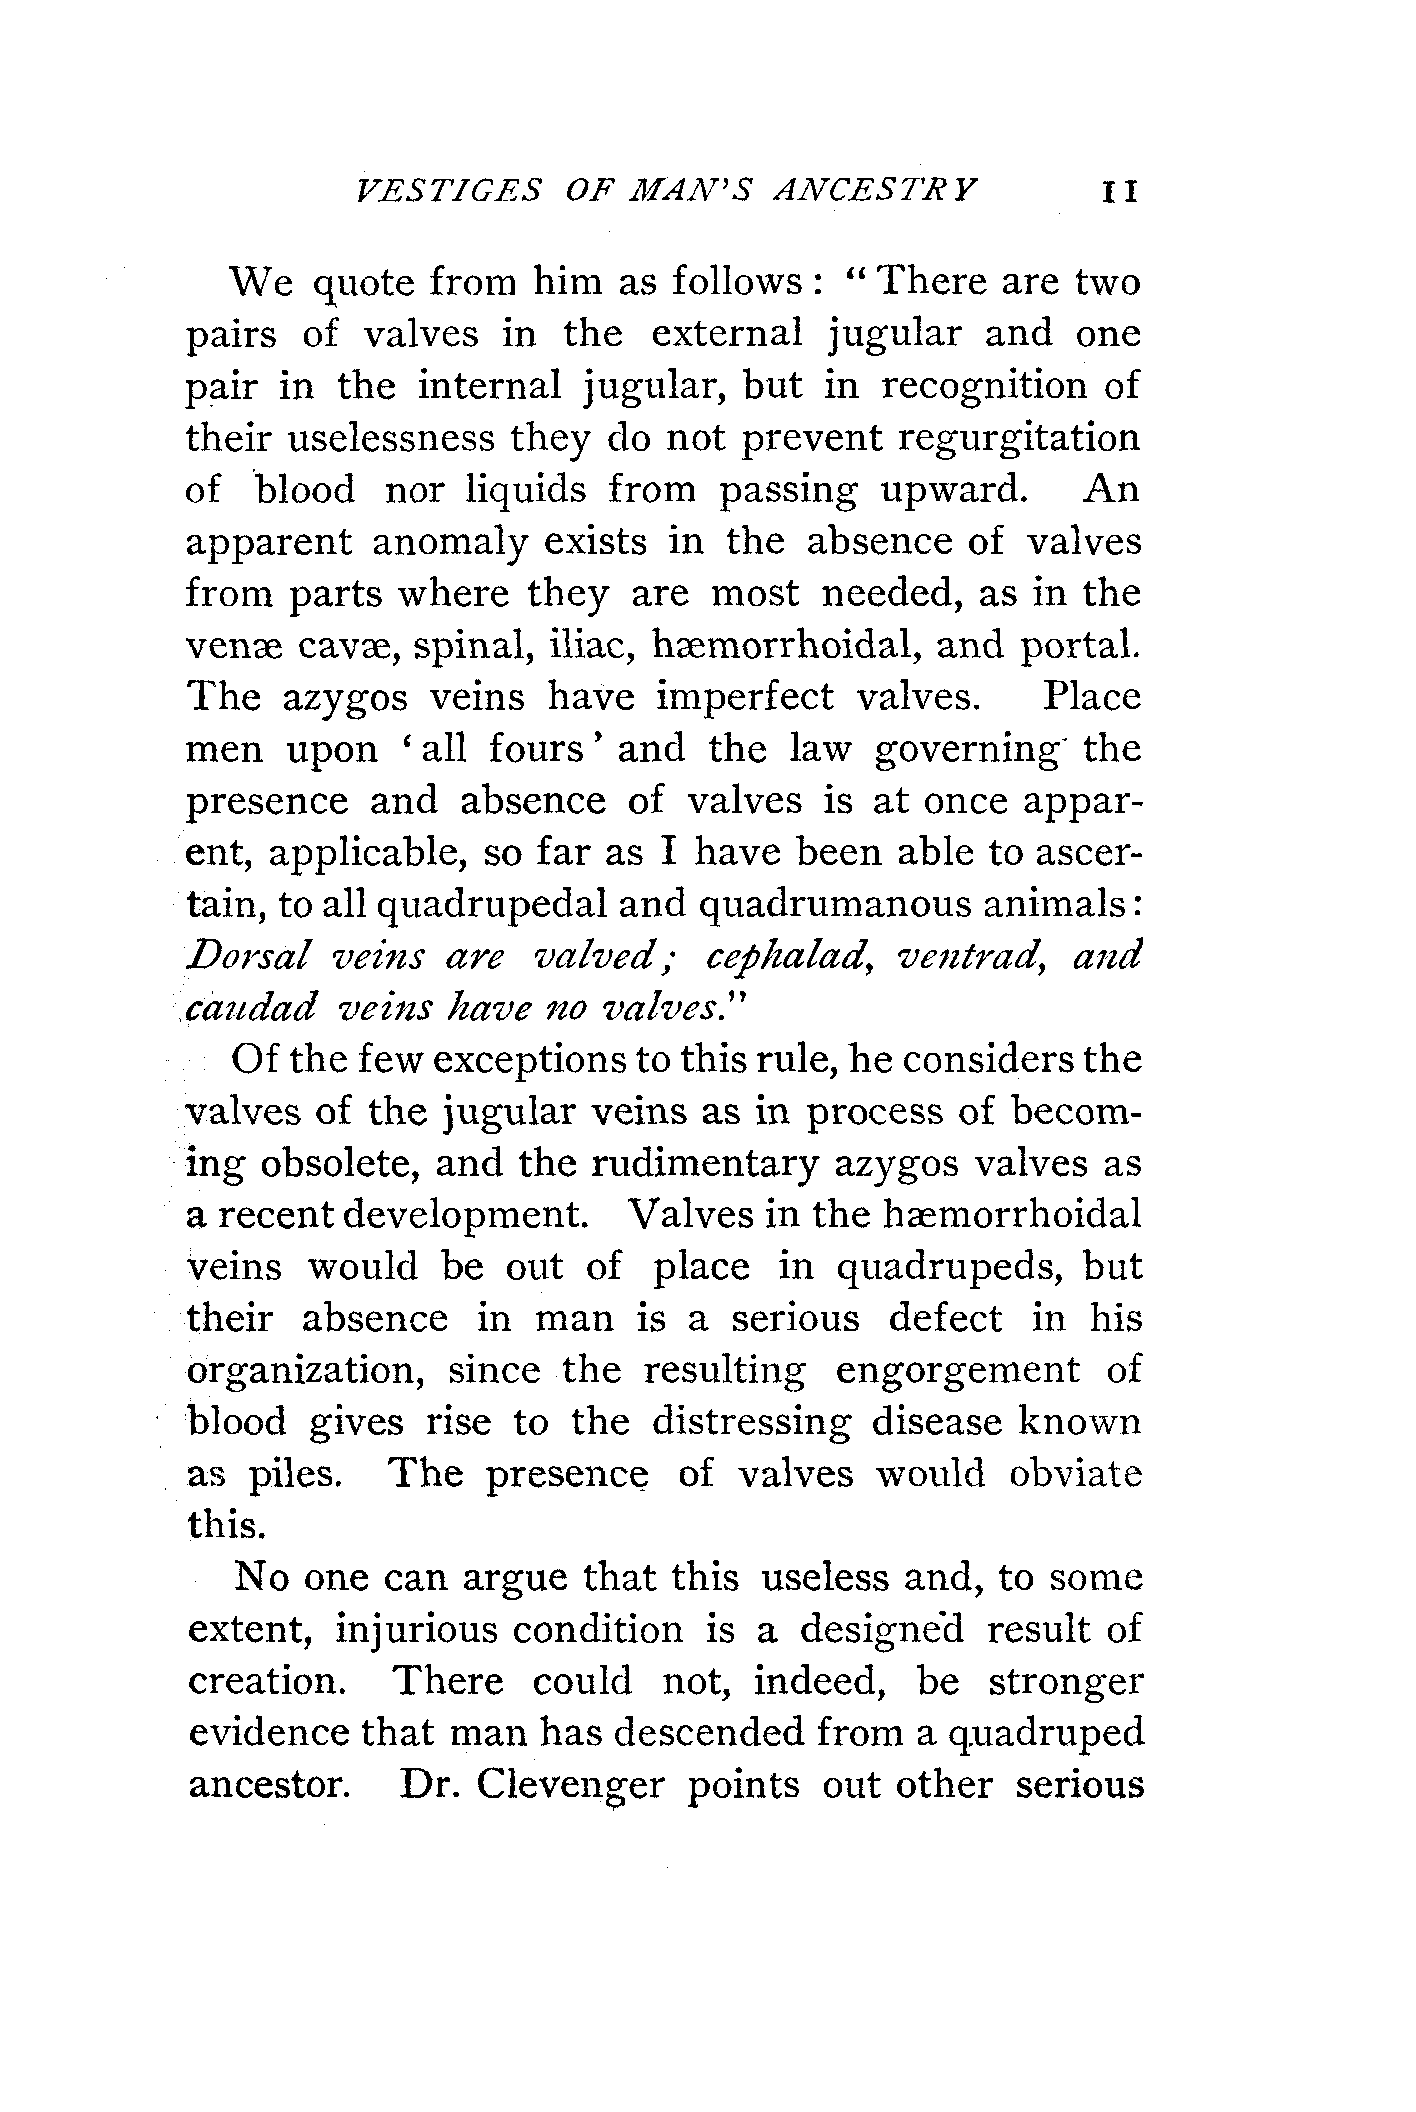 VESTIGES OF MAN'S ANCESTRY 11
We quote from him as follows : " There are two
pairs of valves in the external jugular and one
pair in the internal jugular, but in recognition of
their uselessness they do not prevent regurgitation
of blood nor liquids from passing upward. An
apparent anomaly exists in the absence of valves
from parts where they are most needed, as in the
venæ cavæ, spinal, iliac, hæmorrhoidal, and portal.
The azygos veins have imperfect valves. Place
men upon ‘ all fours ’ and the law governing the
presence and absence of valves is at once appar-
ent, applicable, so far as I have been able to ascer-
tain, to all quadrupedal and quadrumanous animals :
Dorsal veins are valved ; cephalad, ventrad, and
caudad veins have no valves."
Of the few exceptions to this rule, he considers the
valves of the jugular veins as in process of becom-
ing obsolete, and the rudimentary azygos valves as
a recent development. Valves in the hæmorrhoidal
veins would be out of place in quadrupeds, but
their absence in man is a serious defect in his
organization, since the resulting engorgement of
blood gives rise to the distressing disease known
as piles. The presence of valves would obviate
this.
No one can argue that this useless and, to some
extent, injurious condition is a designed result of
creation. There could not, indeed, be stronger
evidence that man has descended from a quadruped
ancestor. Dr. Clevenger points out other serious